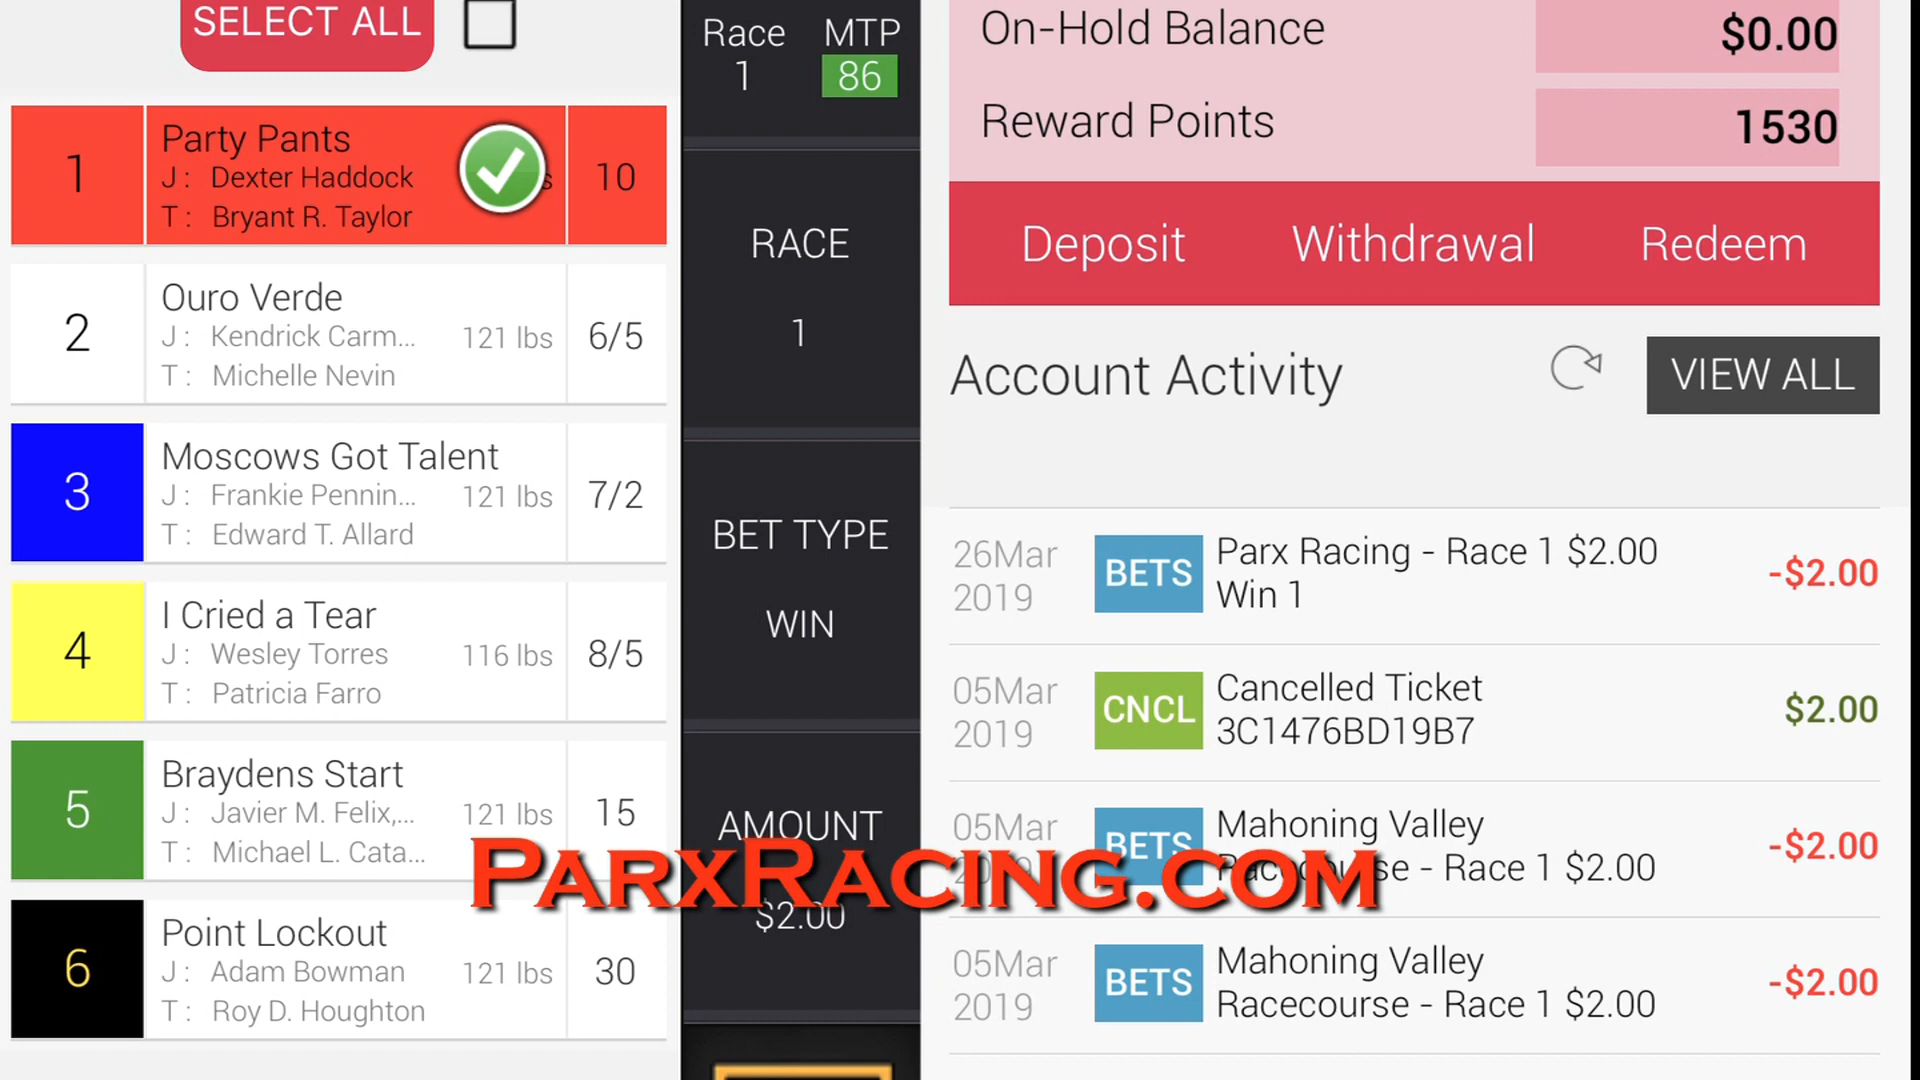 SELECT ALL
1
Party Pants
J : Dexter Haddock
T : Bryant R. Taylor
10
2
Ouro Verde
J : Kendrick Carm...
T : Michelle Nevin
121 lbs
6/5
3
Moscows Got Talent
J : Frankie Pennin...
T : Edward T. Allard
121 lbs
7/2
4
I Cried a Tear
J : Wesley Torres
T : Patricia Farro
116 lbs
8/5
5
Braydens Start
J : Javier M. Felix,...
T : Michael L. Cata...
121 lbs
15
6
Point Lockout
J : Adam Bowman
T : Roy D. Houghton
121 lbs
30
Race
1
MTP
86
RACE
1
BET TYPE
WIN
AMOUNT
$2.00
ParxRacing.com
On-Hold Balance
$0.00
Reward Points
1530
Deposit
Withdrawal
Redeem
Account Activity
VIEW ALL
26Mar
2019
BETS
Parx Racing - Race 1 $2.00
Win 1
-$2.00
05Mar
2019
CNCL
Cancelled Ticket
3C1476BD19B7
$2.00
05Mar
2019
BETS
Mahoning Valley
Racecourse - Race 1 $2.00
-$2.00
05Mar
2019
BETS
Mahoning Valley
Racecourse - Race 1 $2.00
-$2.00